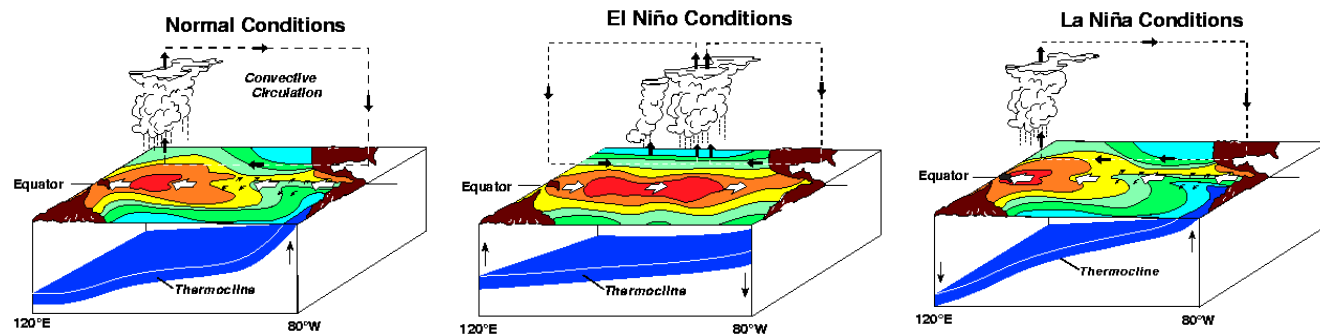 Normal Conditions
Convective
Circulation
Equator
Thermocline
120°E
80°W
El Niño Conditions
Equator
Thermocline
120°E
80°W
La Niña Conditions
Equator
Thermocline
120°E
80°W